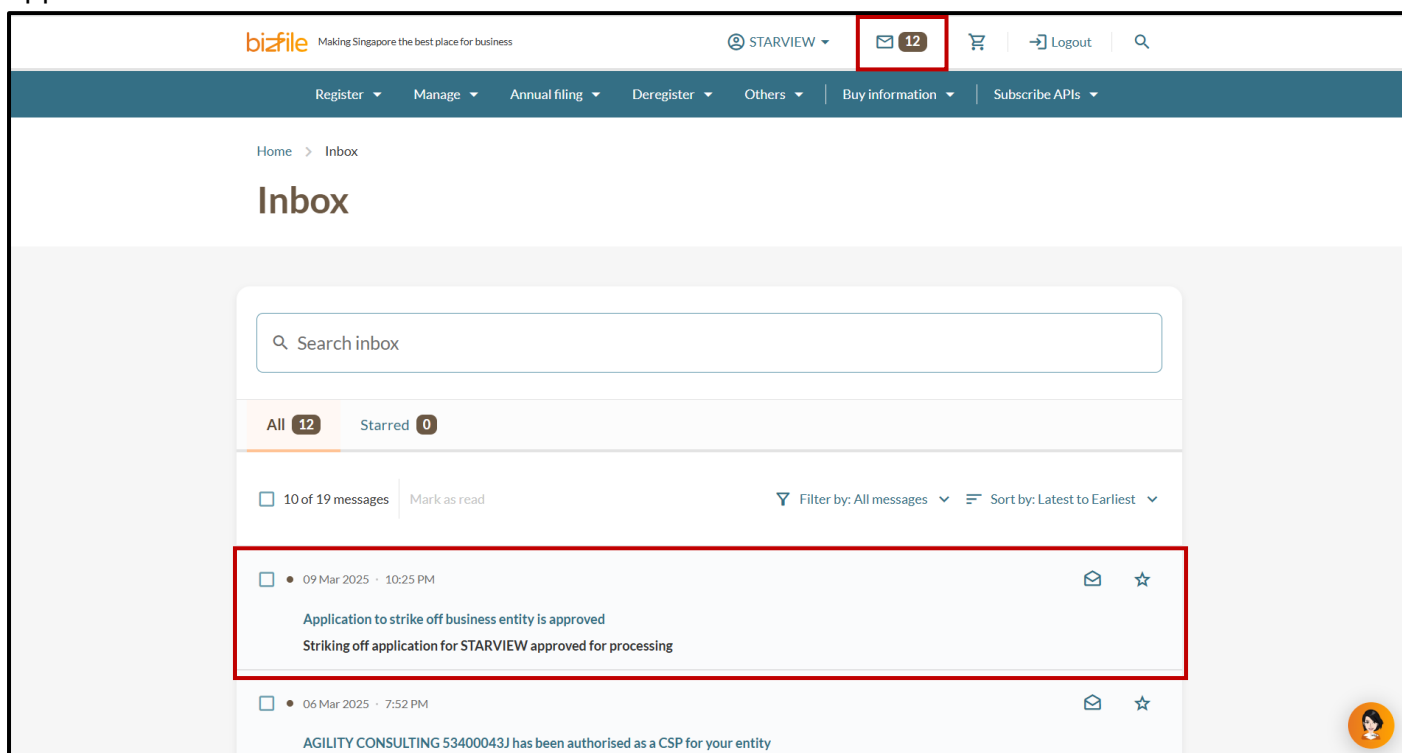 bizfile Making Singapore the best place for business STARVIEW 12 Logout
Register Manage Annual filing Deregister Others Buy information Subscribe APIs
Home > Inbox
Inbox
Search inbox
All 12 Starred 0
10 of 19 messages Mark as read Filter by: All messages Sort by: Latest to Earliest
09 Mar 2025 · 10:25 PM
Application to strike off business entity is approved
Striking off application for STARVIEW approved for processing
06 Mar 2025 · 7:52 PM
AGILITY CONSULTING 53400043J has been authorised as a CSP for your entity